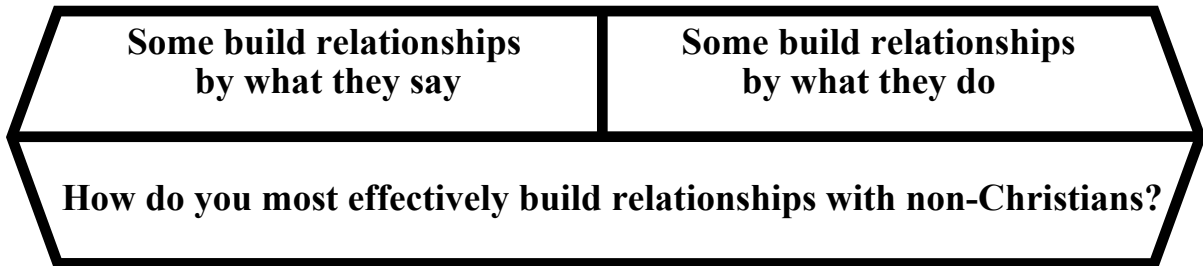 Some build relationships
by what they say
Some build relationships
by what they do
How do you most effectively build relationships with non-Christians?